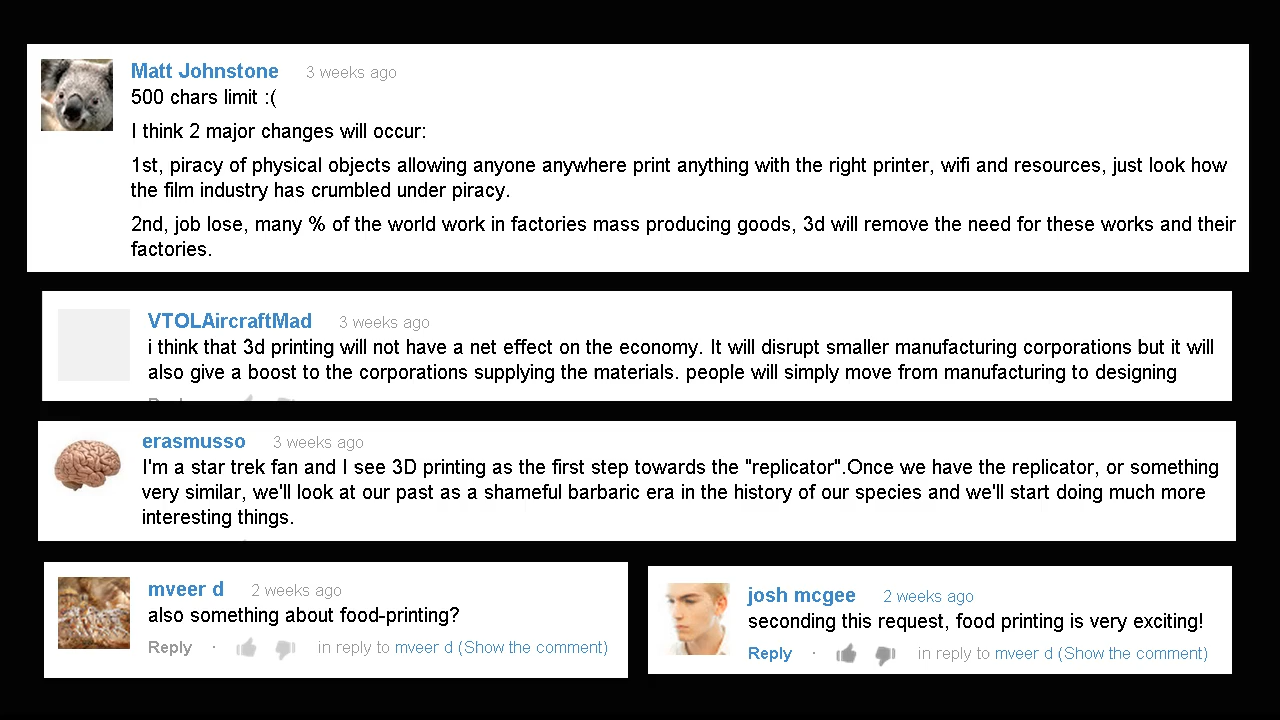 Matt Johnstone 3 weeks ago
500 chars limit :(
I think 2 major changes will occur:
1st, piracy of physical objects allowing anyone anywhere print anything with the right printer, wifi and resources, just look how
the film industry has crumbled under piracy.
2nd, job lose, many % of the world work in factories mass producing goods, 3d will remove the need for these works and their
factories.
VTOLAircraftMad 3 weeks ago
i think that 3d printing will not have a net effect on the economy. It will disrupt smaller manufacturing corporations but it will
also give a boost to the corporations supplying the materials. people will simply move from manufacturing to designing
erasmusso 3 weeks ago
I'm a star trek fan and I see 3D printing as the first step towards the "replicator".Once we have the replicator, or something
very similar, we'll look at our past as a shameful barbaric era in the history of our species and we'll start doing much more
interesting things.
mveer d 2 weeks ago
also something about food-printing?
Reply · in reply to mveer d (Show the comment)
josh mcgee 2 weeks ago
seconding this request, food printing is very exciting!
Reply · in reply to mveer d (Show the comment)